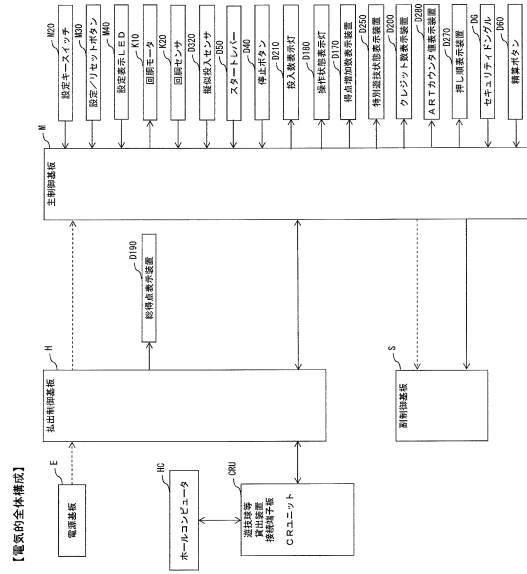 【電気的全体構成】
E
電源基板
HC
ホールコンピュータ
CRU
遊技球等
貸出装置
接続端子板
CRユニット
H
払出制御基板
D190
総得点表示装置
S
副制御基板
M
主制御基板
M20
設定キースイッチ
M30
設定/リセットボタン
M40
設定表示LED
K10
回胴モータ
K20
回胴センサ
D320
擬似投入センサ
D50
スタートレバー
D40
停止ボタン
D210
投入数表示灯
D180
操作状態表示灯
D170
得点増加数表示装置
D250
特別遊技状態表示装置
D200
クレジット数表示装置
D280
ARTカウンタ値表示装置
D270
押し順表示装置
DG
セキュリティドングル
D60
精算ボタン